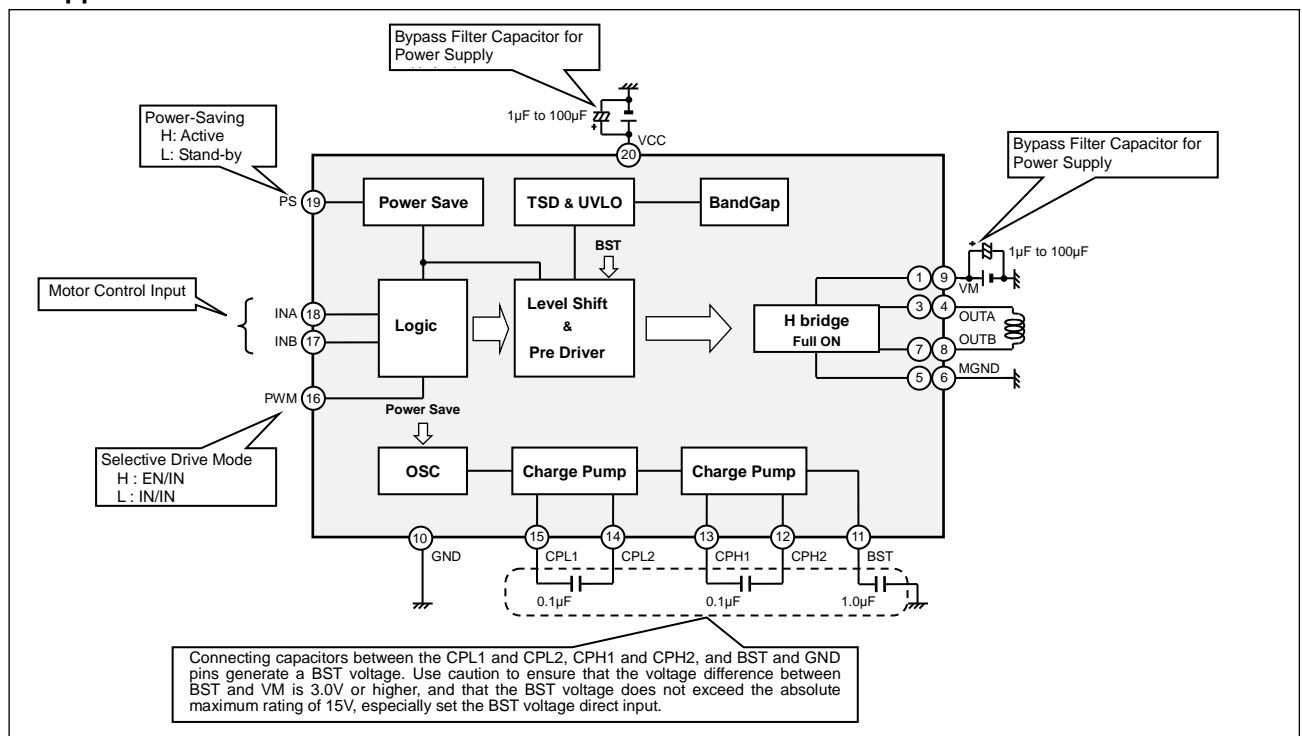 Bypass Filter Capacitor for
Power Supply
Power-Saving
H: Active
L: Stand-by
1µF to 100µF
+
VCC
20
Bypass Filter Capacitor for
Power Supply
PS 19
Power Save
TSD & UVLO
BandGap
BST
+
1µF to 100µF
1 9
VM
Motor Control Input
INA 18
INB 17
Logic
Level Shift
&
Pre Driver
H bridge
Full ON
3 4 OUTA
7 8 OUTB
5 6 MGND
PWM 16
Power Save
Selective Drive Mode
H : EN/IN
L : IN/IN
OSC
Charge Pump
Charge Pump
10 GND
15 CPL1
14 CPL2
13 CPH1
12 CPH2
11 BST
0.1µF
0.1µF
1.0µF
Connecting capacitors between the CPL1 and CPL2, CPH1 and CPH2, and BST and GND
pins generate a BST voltage. Use caution to ensure that the voltage difference between
BST and VM is 3.0V or higher, and that the BST voltage does not exceed the absolute
maximum rating of 15V, especially set the BST voltage direct input.